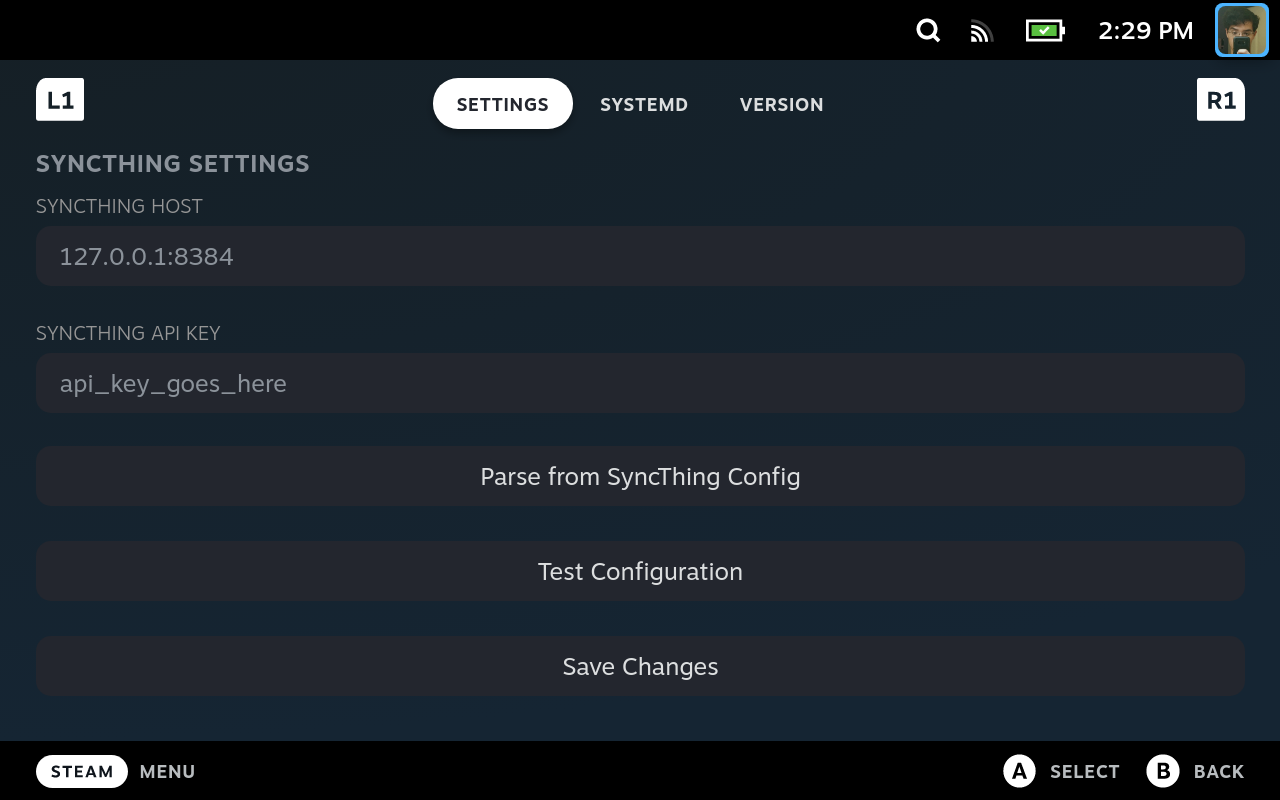 2:29 PM
L1
SETTINGS SYSTEMD VERSION
R1
SYNCTHING SETTINGS
SYNCTHING HOST
127.0.0.1:8384
SYNCTHING API KEY
api_key_goes_here
Parse from SyncThing Config
Test Configuration
Save Changes
STEAM MENU
A SELECT B BACK